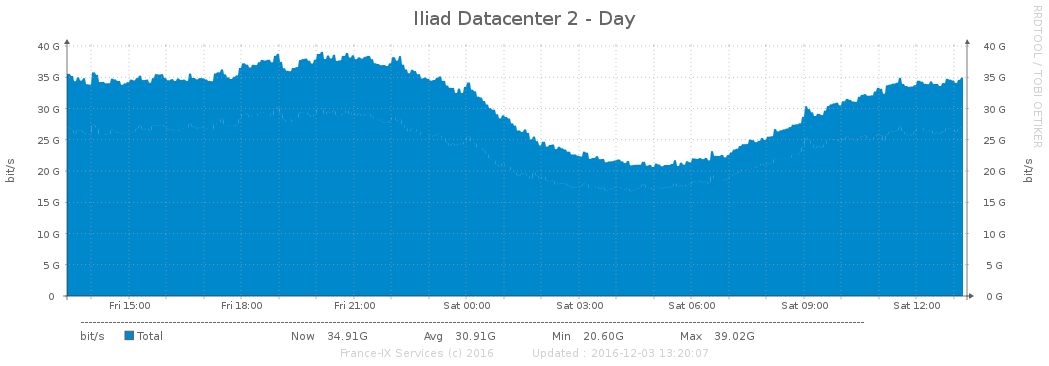 Iliad Datacenter 2 - Day
RRDTOOL / TOBI OETIKER
bit/s
40 G 40 G
35 G 35 G
30 G 30 G
25 G 25 G
20 G 20 G
15 G 15 G
10 G 10 G
5 G 5 G
0 0 G
bit/s
Fri 15:00 Fri 18:00 Fri 21:00 Sat 00:00 Sat 03:00 Sat 06:00 Sat 09:00 Sat 12:00
bit/s Total Now 34.91G Avg 30.91G Min 20.60G Max 39.02G
France-IX Services (c) 2016 Updated : 2016-12-03 13:20:07